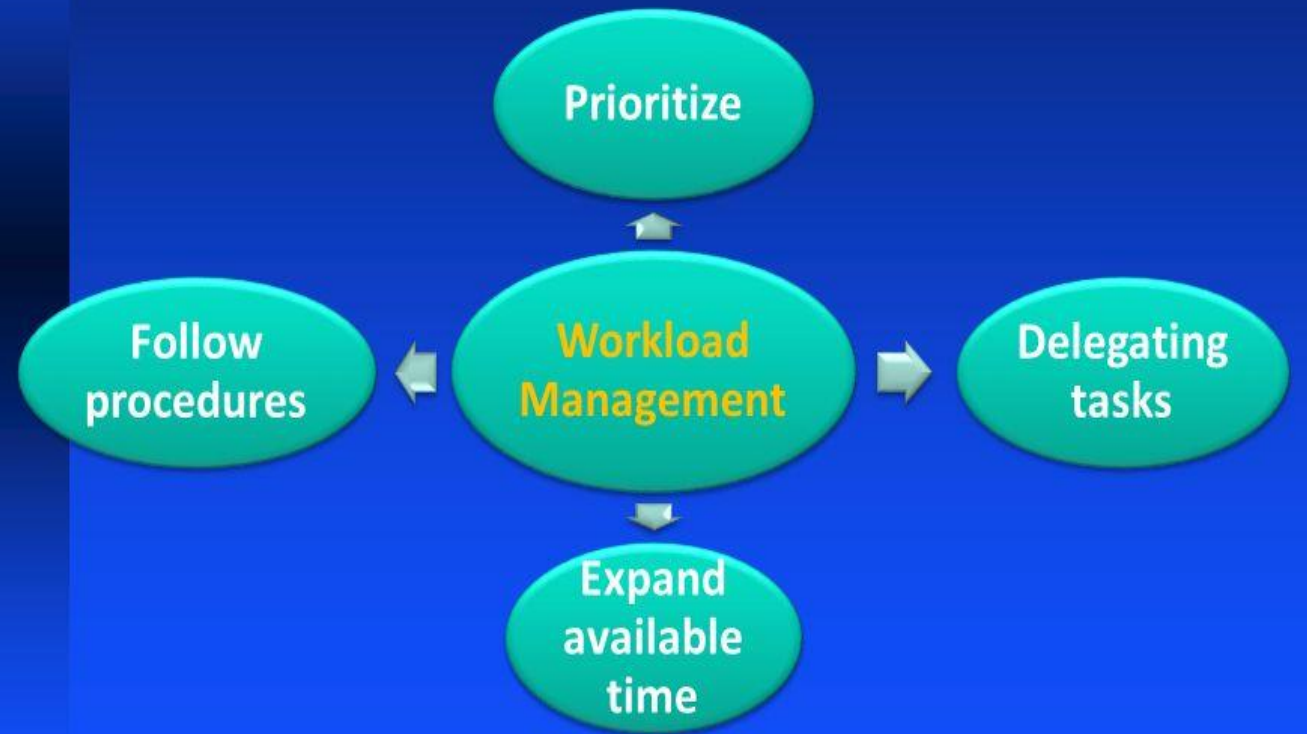 Prioritize
Follow
procedures
Workload
Management
Delegating
tasks
Expand
available
time